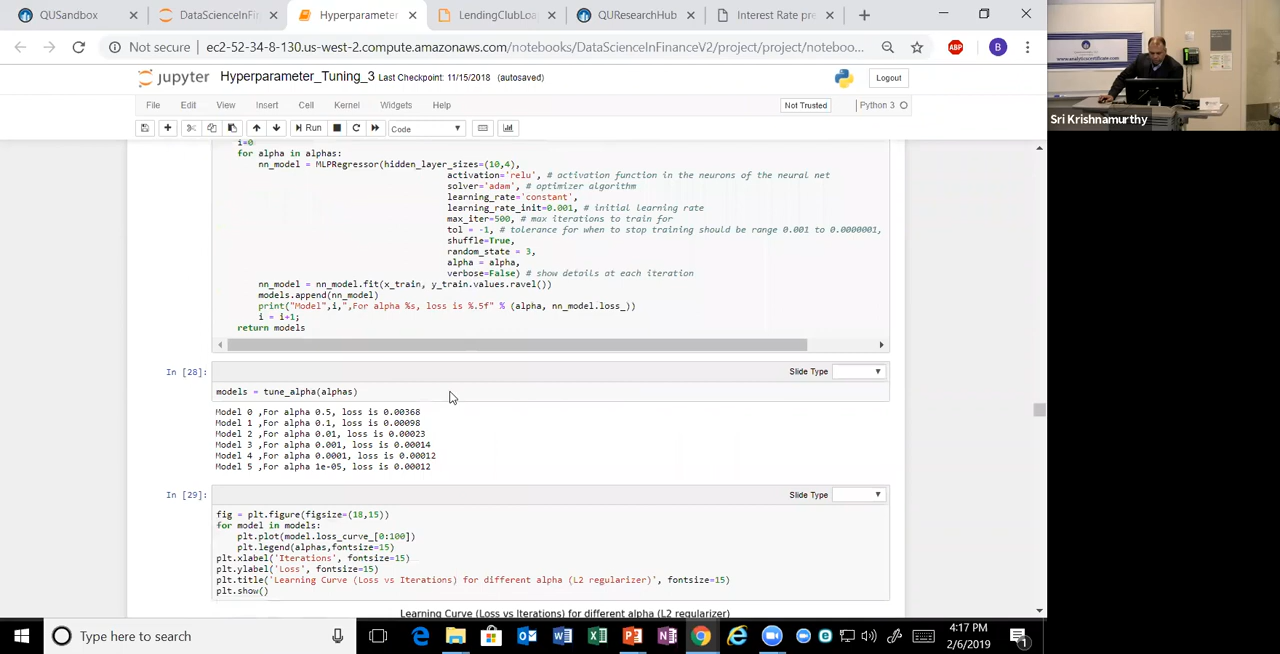 QUSandbox
DataScienceInFin
Hyperparameter
LendingClubLoa
QUResearchHub
Interest Rate pre
Not secure
ec2-52-34-8-130.us-west-2.compute.amazonaws.com/notebooks/DataScienceInFinanceV2/project/project/noteboo...
ABP
B
www.analyticscertificate.com
Sri Krishnamurthy
jupyter
Hyperparameter_Tuning_3 Last Checkpoint: 11/15/2018 (autosaved)
Logout
File Edit View Insert Cell Kernel Widgets Help
Not Trusted
Python 3
Run
Code
i=0
for alpha in alphas:
nn_model = MLPRegressor(hidden_layer_sizes=(10,4),
activation='relu', # activation function in the neurons of the neural net
solver='adam', # optimizer algorithm
learning_rate='constant',
learning_rate_init=0.001, # initial learning rate
max_iter=500, # max iterations to train for
tol = -1, # tolerance for when to stop training should be range 0.001 to 0.0000001,
shuffle=True,
random_state = 3,
alpha = alpha,
verbose=False) # show details at each iteration
nn_model = nn_model.fit(x_train, y_train.values.ravel())
models.append(nn_model)
print("Model",i,",For alpha %s, loss is %.5f" % (alpha, nn_model.loss_))
i = i+1;
return models
In [28]:
Slide Type
models = tune_alpha(alphas)
Model 0 ,For alpha 0.5, loss is 0.00368
Model 1 ,For alpha 0.1, loss is 0.00098
Model 2 ,For alpha 0.01, loss is 0.00023
Model 3 ,For alpha 0.001, loss is 0.00014
Model 4 ,For alpha 0.0001, loss is 0.00012
Model 5 ,For alpha 1e-05, loss is 0.00012
In [29]:
Slide Type
fig = plt.figure(figsize=(18,15))
for model in models:
plt.plot(model.loss_curve_[0:100])
plt.legend(alphas,fontsize=15)
plt.xlabel('Iterations', fontsize=15)
plt.ylabel('Loss', fontsize=15)
plt.title('Learning Curve (Loss vs Iterations) for different alpha (L2 regularizer)', fontsize=15)
plt.show()
Learning Curve (Loss vs Iterations) for different alpha (L2 regularizer)
Type here to search
4:17 PM
2/6/2019
1